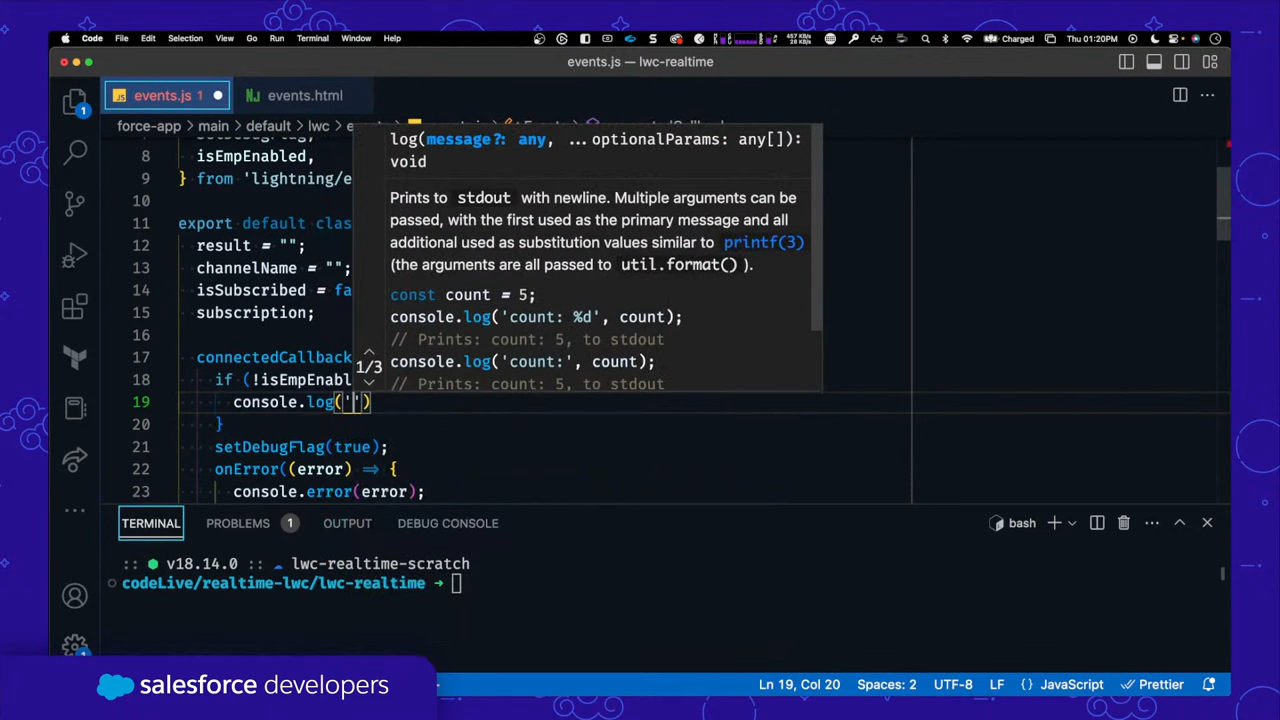 Code File Edit Selection View Go Run Terminal Window Help 457 KB/s 28 KB/s Charged Thu 01:20PM
events.js — lwc-realtime
JS events.js 1 events.html
force-app > main > default > lwc >
8 isEmpEnabled,
9 } from 'lightning/e
10
11 export default clas
12 result = "";
13 channelName = "";
14 isSubscribed = fa
15 subscription;
16
17 connectedCallback
18 if (!isEmpEnabl
19 console.log('')
20 }
21 setDebugFlag(true);
22 onError((error) => {
23 console.error(error);
log(message?: any, ...optionalParams: any[]):
void
Prints to stdout with newline. Multiple arguments can be
passed, with the first used as the primary message and all
additional used as substitution values similar to printf(3)
(the arguments are all passed to util.format() ).
const count = 5;
console.log('count: %d', count);
// Prints: count: 5, to stdout
console.log('count:', count);
// Prints: count: 5, to stdout
1/3
TERMINAL PROBLEMS 1 OUTPUT DEBUG CONSOLE bash
:: v18.14.0 :: lwc-realtime-scratch
codeLive/realtime-lwc/lwc-realtime →
Ln 19, Col 20 Spaces: 2 UTF-8 LF {} JavaScript Prettier
salesforce developers